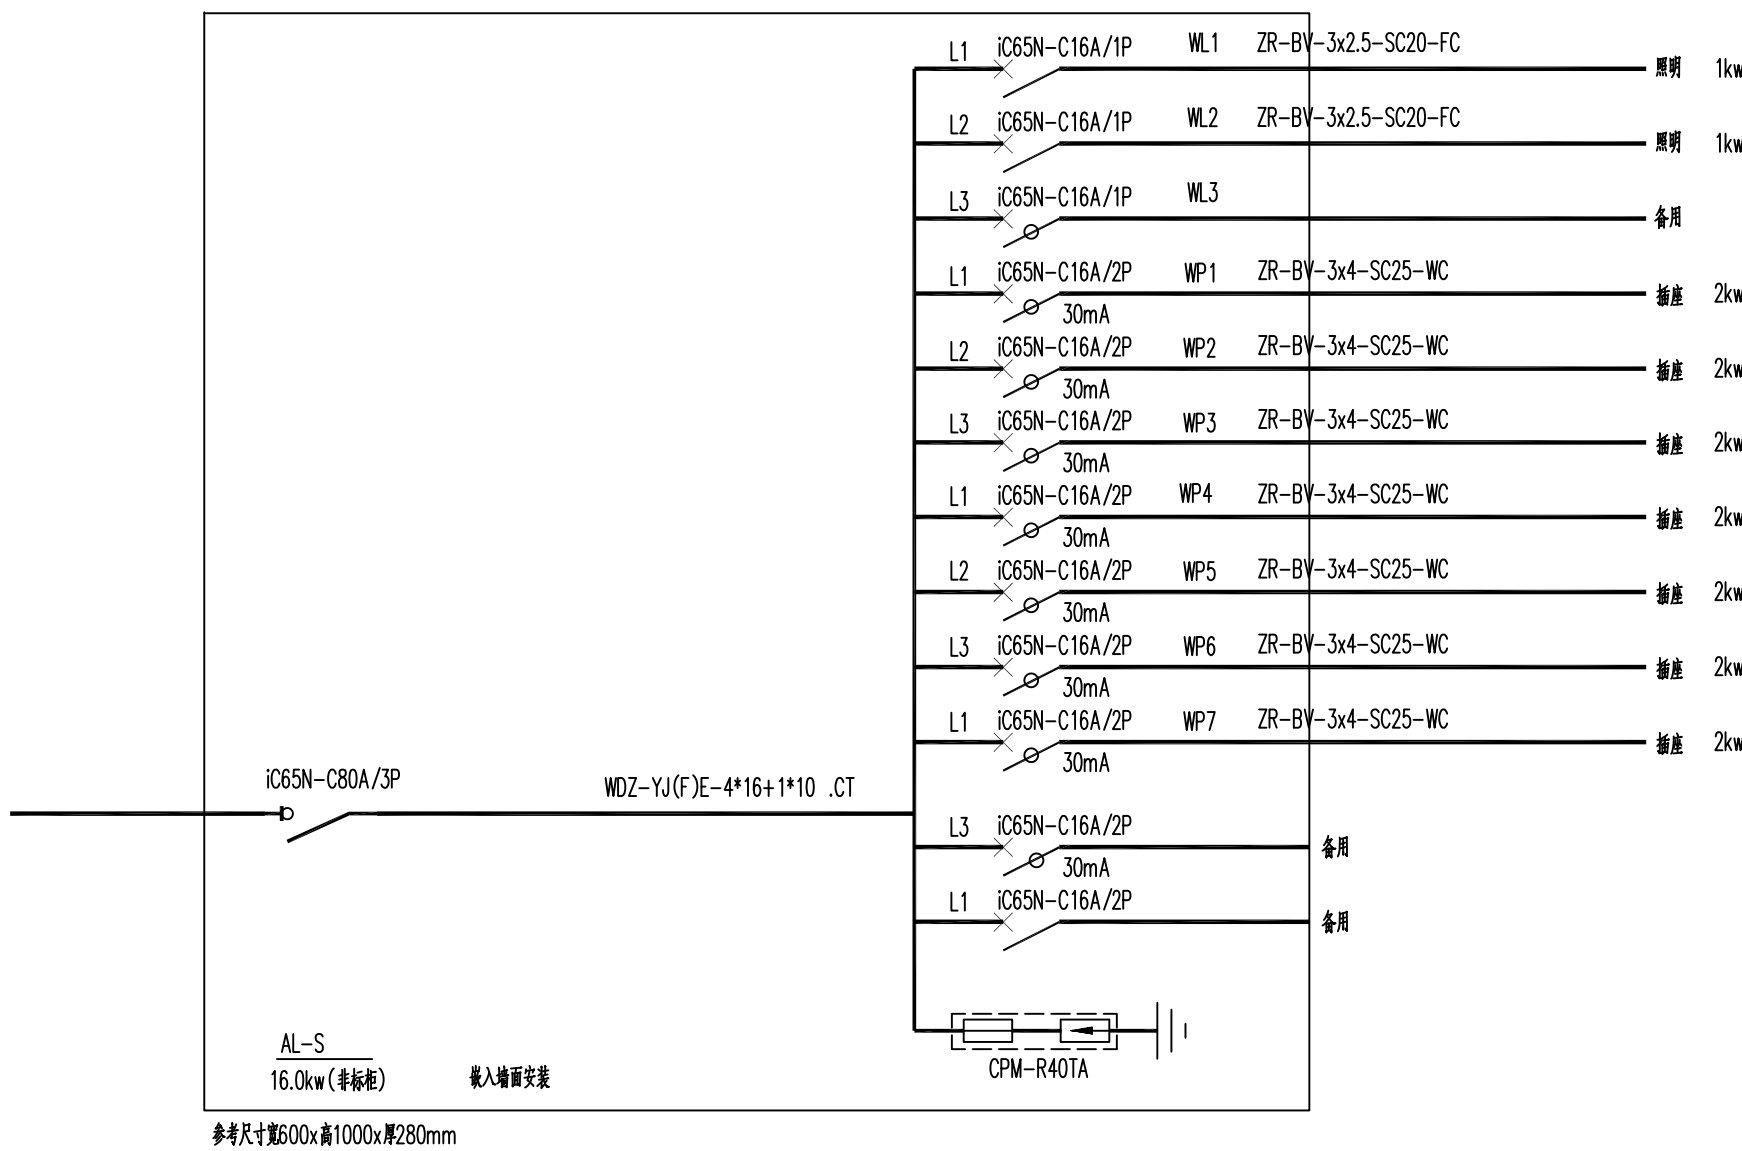 L1 iC65N-C16A/1P WL1 ZR-BV-3x2.5-SC20-FC 照明 1kw
L2 iC65N-C16A/1P WL2 ZR-BV-3x2.5-SC20-FC 照明 1kw
L3 iC65N-C16A/1P WL3 备用
L1 iC65N-C16A/2P WP1 ZR-BV-3x4-SC25-WC 插座 2kw
30mA
L2 iC65N-C16A/2P WP2 ZR-BV-3x4-SC25-WC 插座 2kw
30mA
L3 iC65N-C16A/2P WP3 ZR-BV-3x4-SC25-WC 插座 2kw
30mA
L1 iC65N-C16A/2P WP4 ZR-BV-3x4-SC25-WC 插座 2kw
30mA
L2 iC65N-C16A/2P WP5 ZR-BV-3x4-SC25-WC 插座 2kw
30mA
L3 iC65N-C16A/2P WP6 ZR-BV-3x4-SC25-WC 插座 2kw
30mA
L1 iC65N-C16A/2P WP7 ZR-BV-3x4-SC25-WC 插座 2kw
30mA
iC65N-C80A/3P WDZ-YJ(F)E-4*16+1*10 .CT
L3 iC65N-C16A/2P 备用
30mA
L1 iC65N-C16A/2P 备用
AL-S
CPM-R40TA
16.0kw(非标柜) 嵌入墙面安装
参考尺寸宽600x高1000x厚280mm